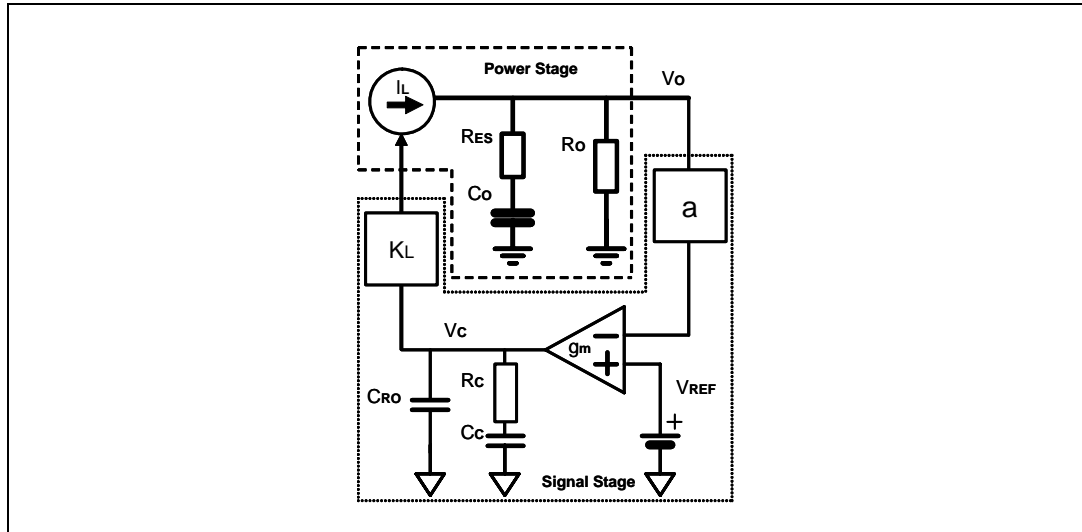 Power Stage
Vo
IL
RES
Ro
Co
a
KL
Vc
gm
Rc
CRO
VREF
Cc
Signal Stage